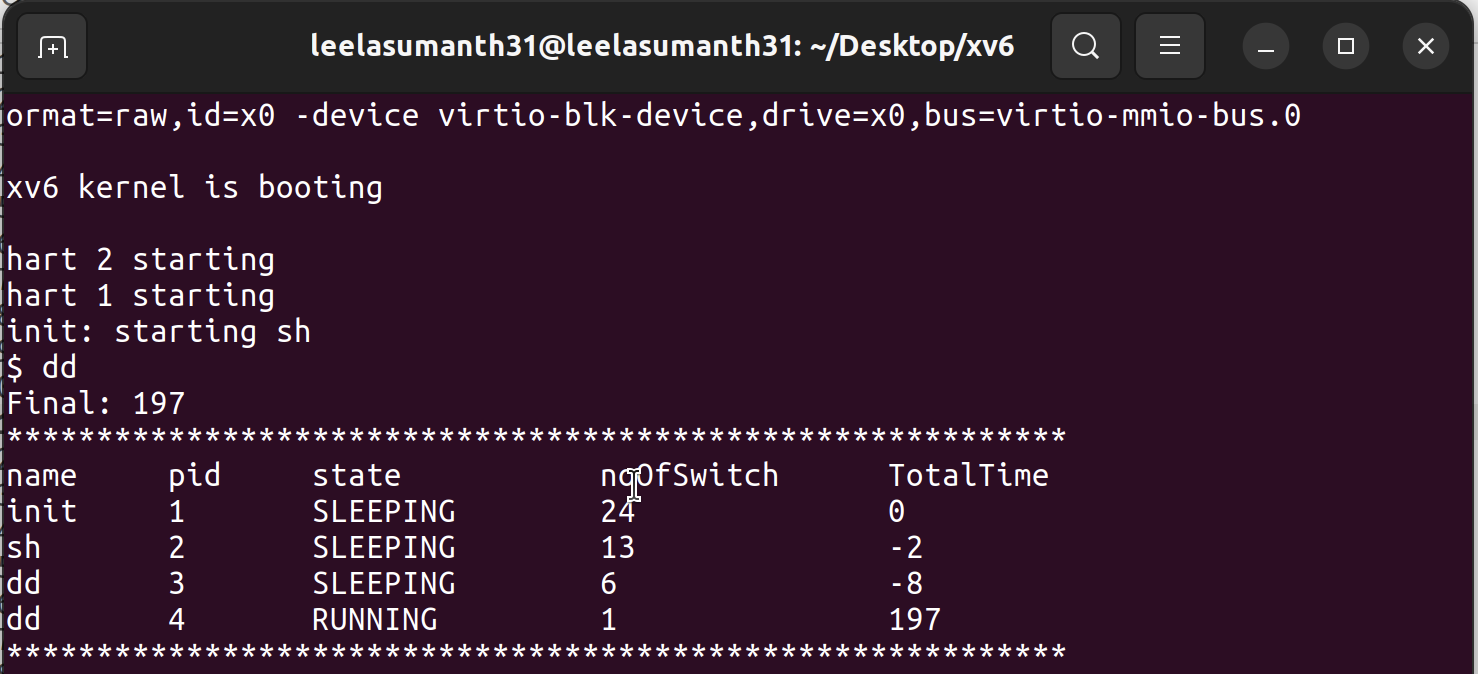 leelasumanth31@leelasumanth31: ~/Desktop/xv6
ormat=raw,id=x0 -device virtio-blk-device,drive=x0,bus=virtio-mmio-bus.0
xv6 kernel is booting
hart 2 starting
hart 1 starting
init: starting sh
$ dd
Final: 197
***********************************************************
name pid state noOfSwitch TotalTime
init 1 SLEEPING 24 0
sh 2 SLEEPING 13 -2
dd 3 SLEEPING 6 -8
dd 4 RUNNING 1 197
***********************************************************